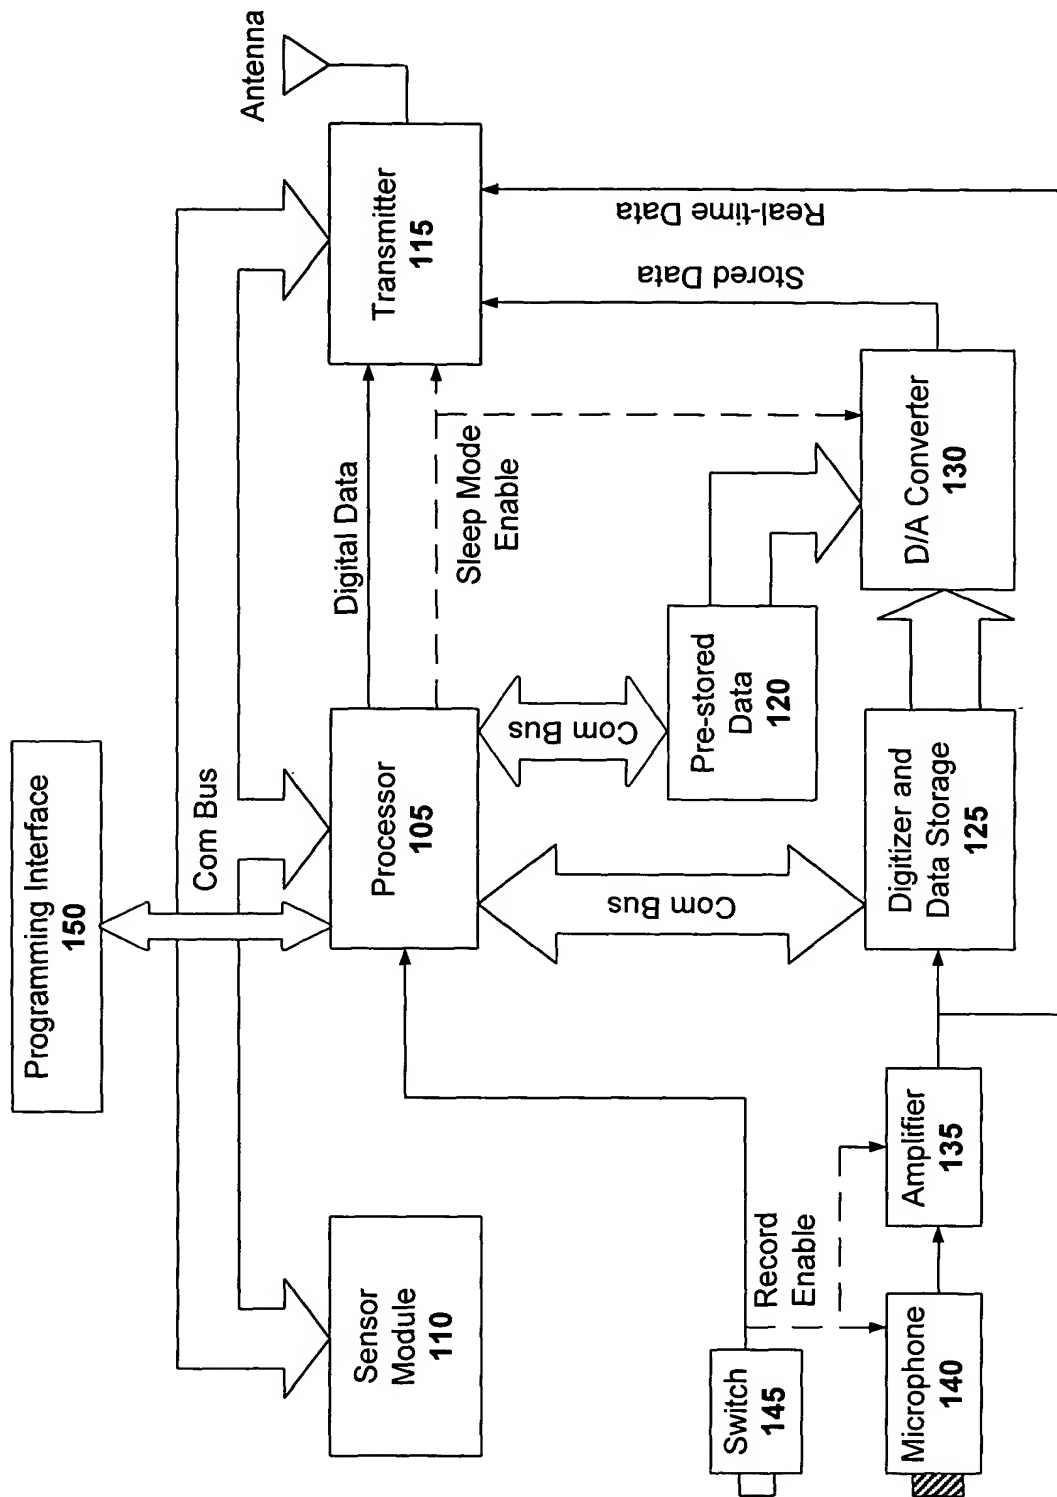 Programming Interface
150
Com Bus
Antenna
Sensor
Module
110
Processor
105
Digital Data
Sleep Mode
Enable
Transmitter
115
Com Bus
Com Bus
Real-time Data
Stored Data
Pre-stored
Data
120
Switch
145
Record
Enable
Microphone
140
Amplifier
135
Digitizer and
Data Storage
125
D/A Converter
130